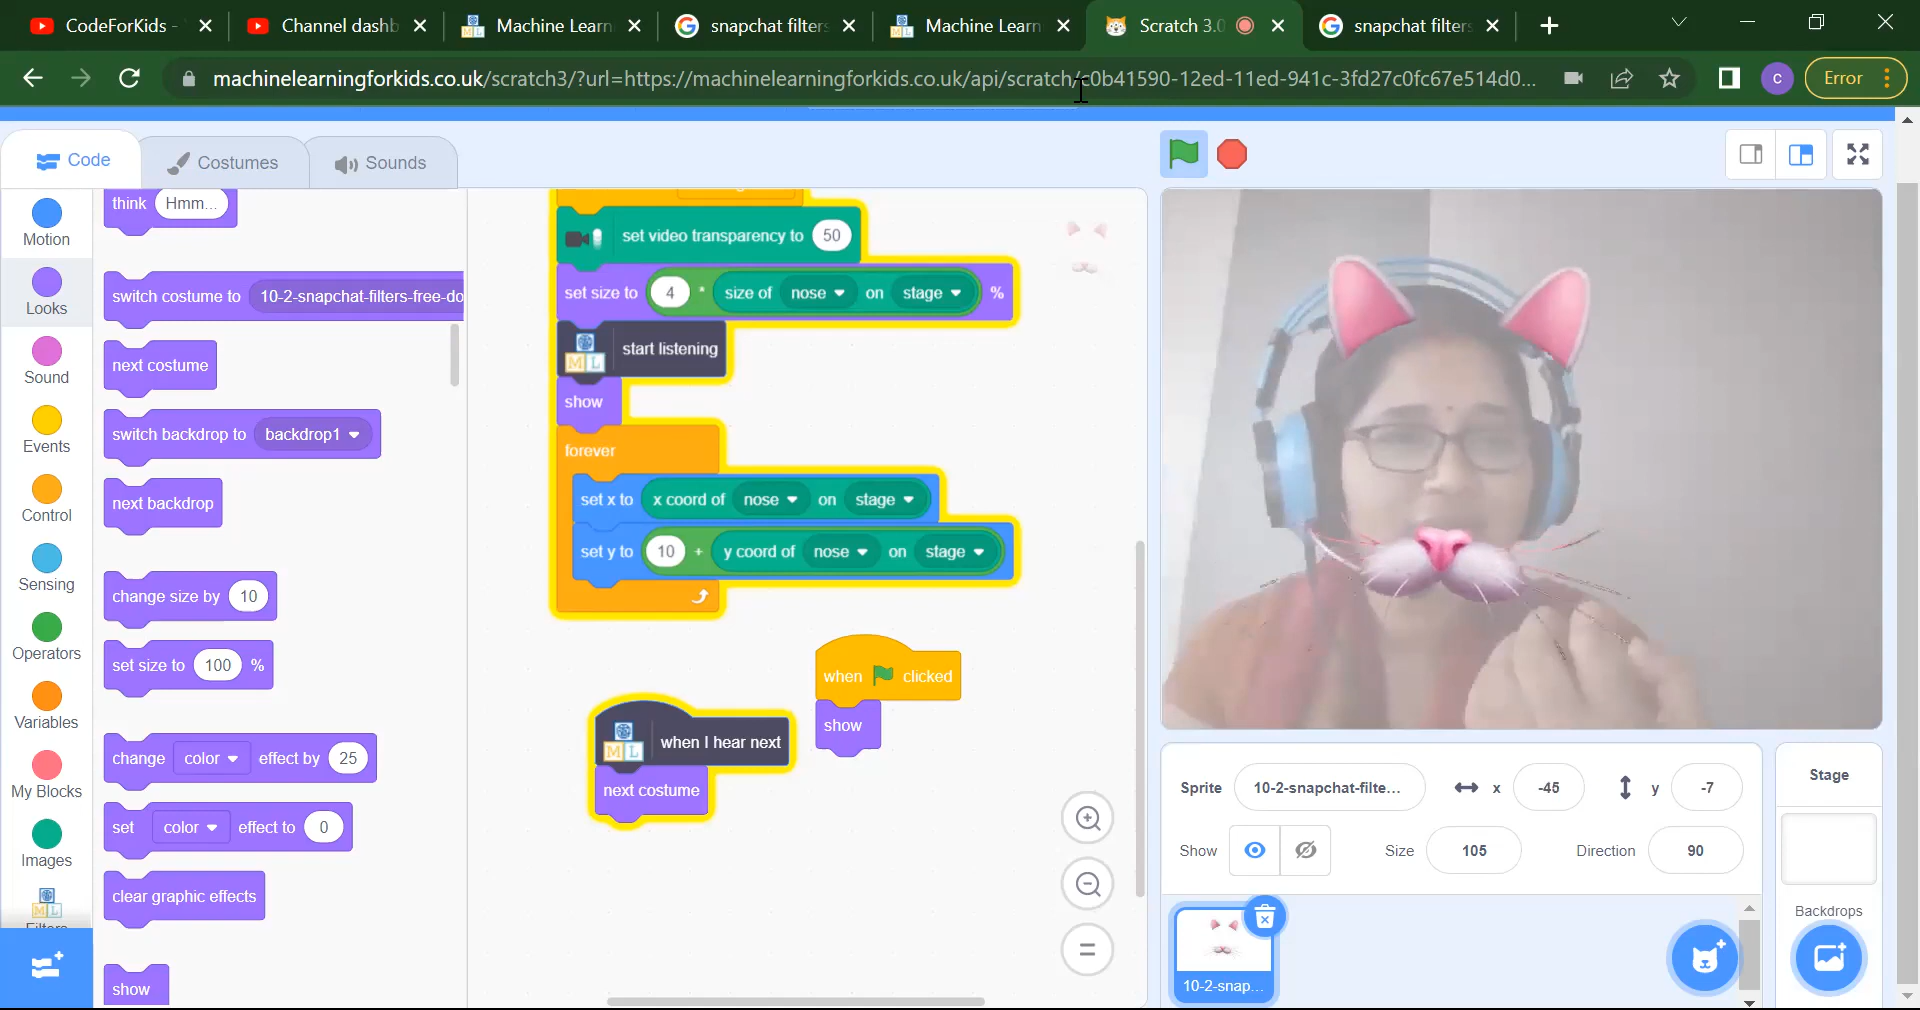 CodeForKids -
Channel dashb
Machine Learn
snapchat filters
Machine Learn
Scratch 3.0
snapchat filters
machinelearningforkids.co.uk/scratch3/?url=https://machinelearningforkids.co.uk/api/scratch/c0b41590-12ed-11ed-941c-3fd27c0fc67e514d0...
C
Error
Code
Costumes
Sounds
Motion
Looks
Sound
Events
Control
Sensing
Operators
Variables
My Blocks
Images
Filters
think Hmm...
switch costume to 10-2-snapchat-filters-free-do
next costume
switch backdrop to backdrop1
next backdrop
change size by 10
set size to 100 %
change color effect by 25
set color effect to 0
clear graphic effects
show
set video transparency to 50
set size to 4 * size of nose on stage %
ML start listening
show
forever
set x to x coord of nose on stage
set y to 10 + y coord of nose on stage
when clicked
show
ML when I hear next
next costume
Sprite 10-2-snapchat-filte... x -45 y -7
Show Size 105 Direction 90
10-2-snap...
Stage
Backdrops